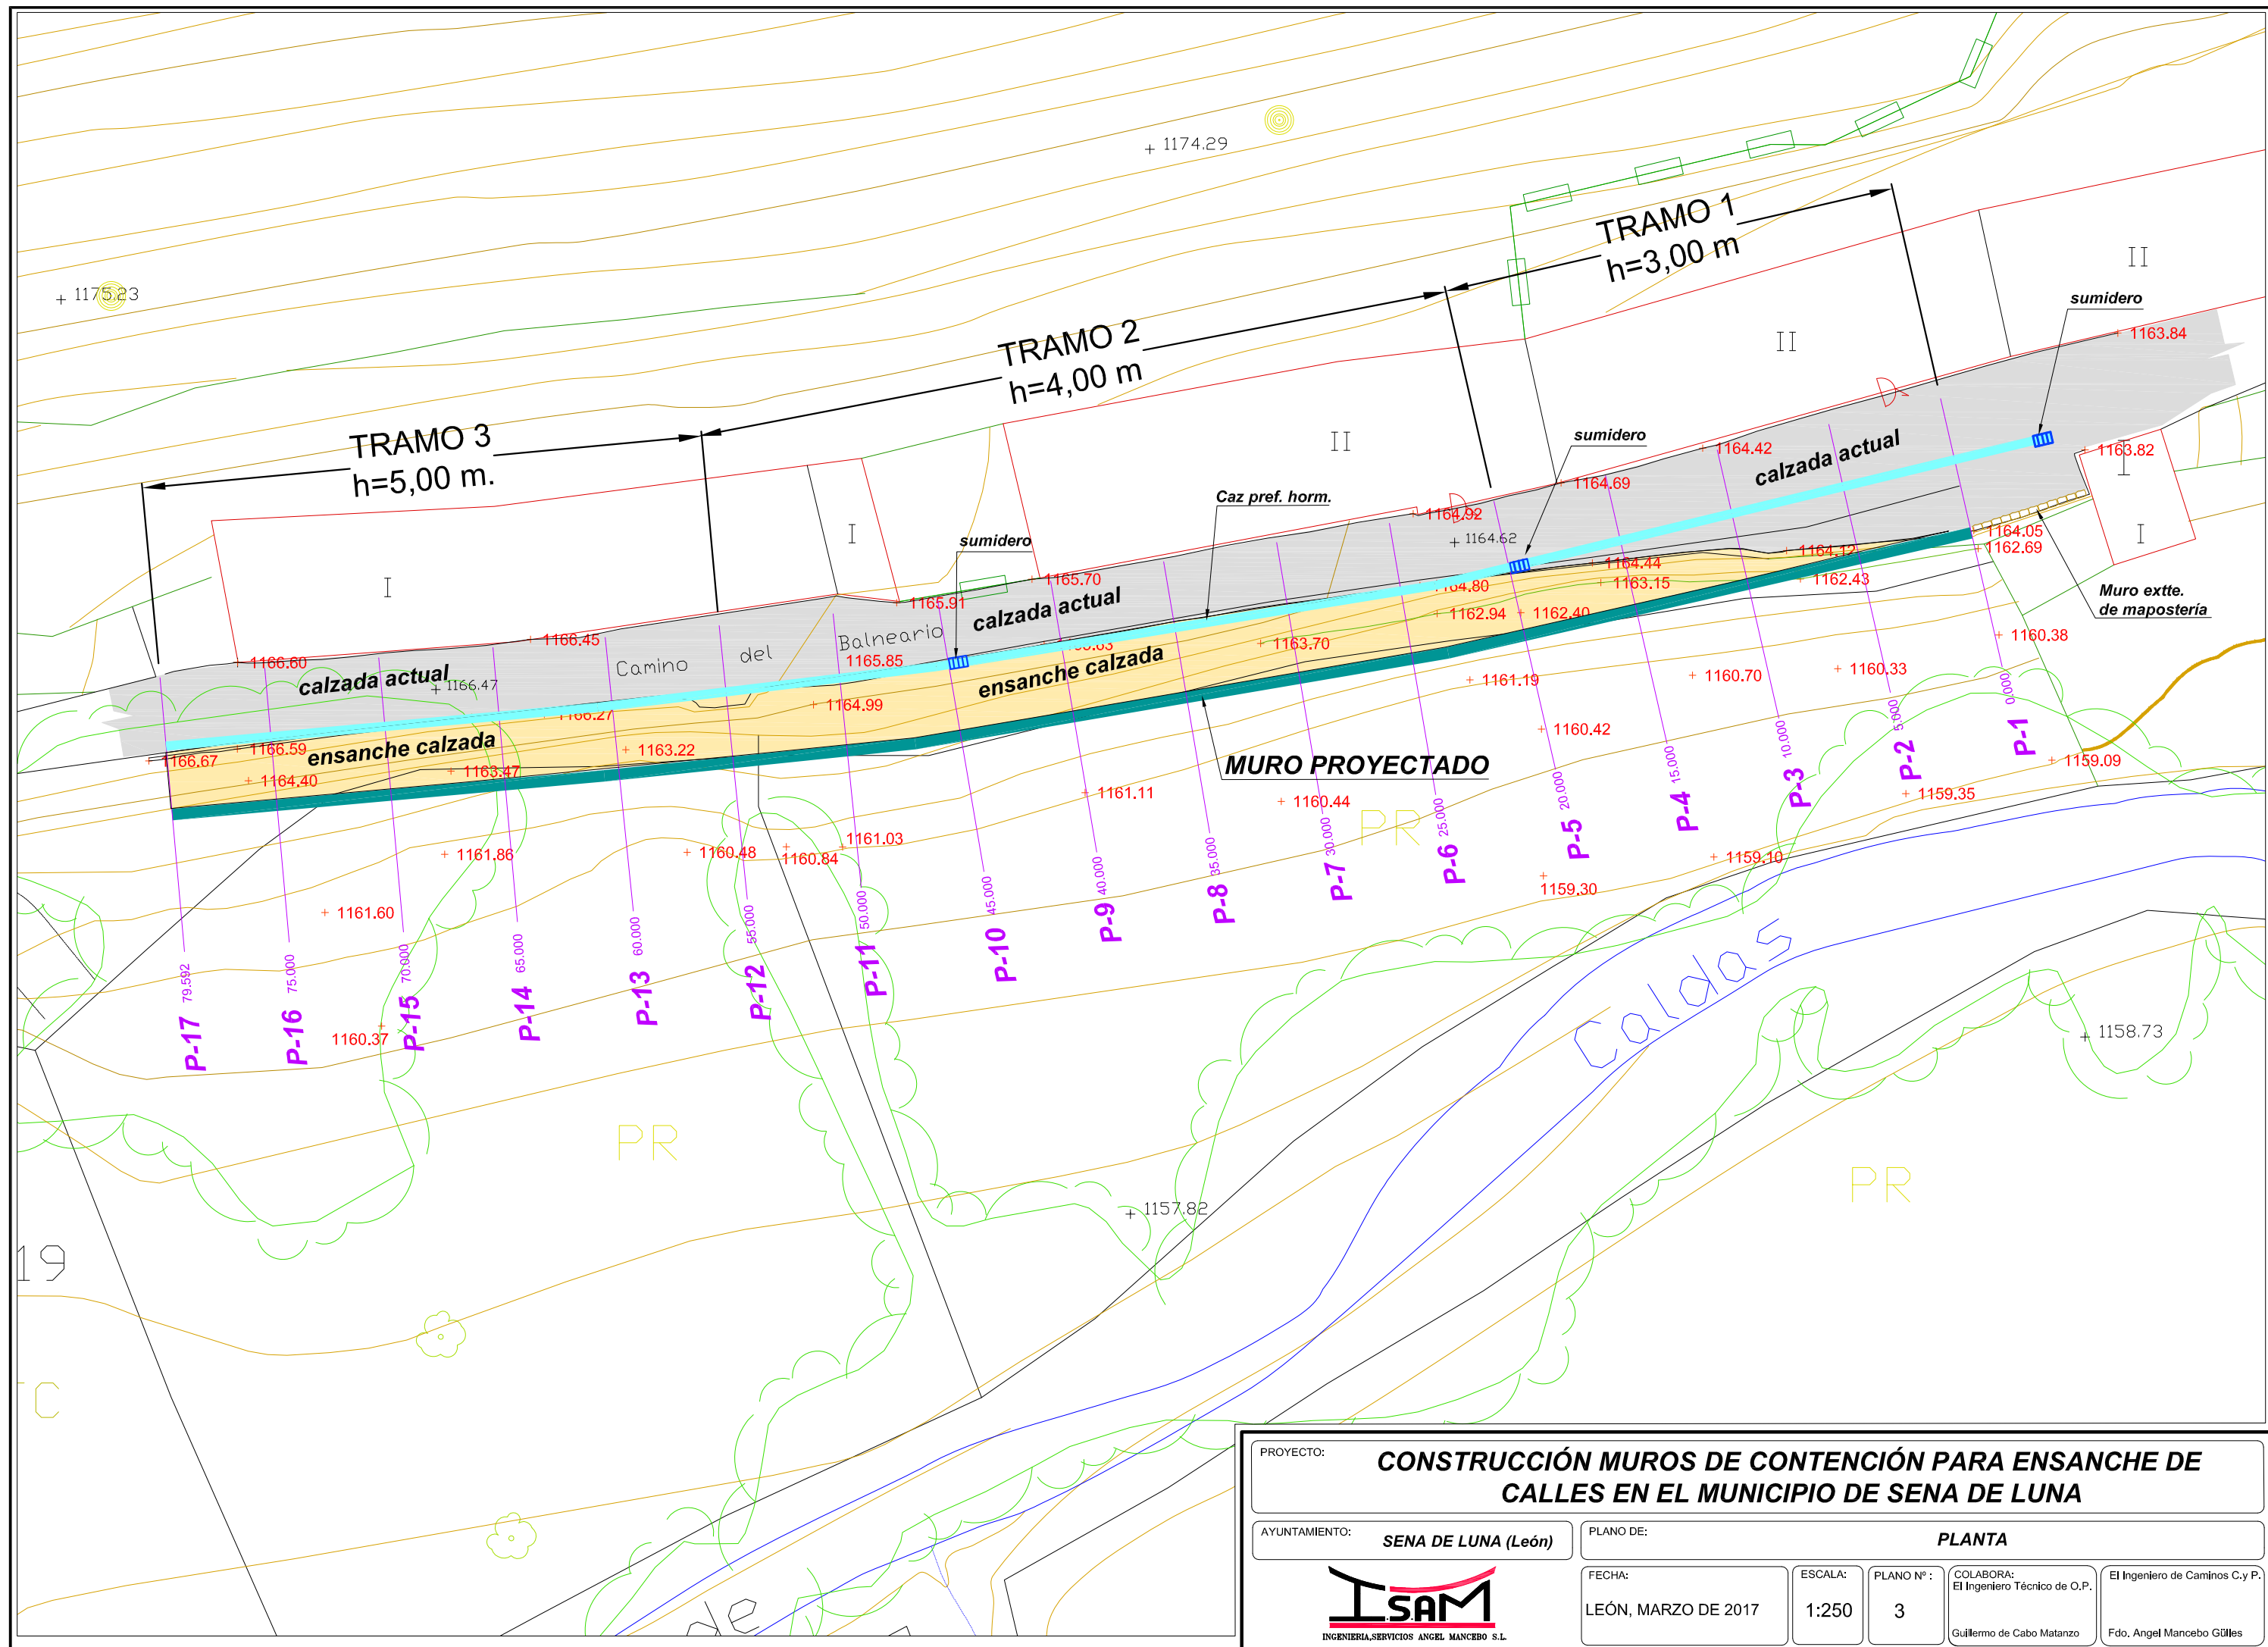 + 1174.29
+ 1175.23
TRAMO 1
h=3,00 m
TRAMO 2
h=4,00 m
TRAMO 3
h=5,00 m.
II
II
II
I
I
I
I
sumidero
sumidero
sumidero
Caz pref. horm.
1163.84
1163.82
1164.42
1164.69
1164.92
+ 1164.62
1165.70
1165.91
1166.45
1166.60
calzada actual
calzada actual
calzada actual
Camino del Balneario
1165.85
+ 1166.47
1164.05
1162.69
1164.12
1162.43
1164.44
1163.15
1164.80
1162.94
1162.40
1163.70
1164.99
1166.27
1166.59
1166.67
1164.40
1163.47
1163.22
ensanche calzada
ensanche calzada
Muro extte.
de mapostería
MURO PROYECTADO
1160.38
1160.33
1160.70
1161.19
1160.42
1159.09
1159.35
1159.10
1159.30
1160.44
1161.11
1161.03
1160.84
1160.48
1161.86
1161.60
1160.37
P-17 79.592
P-16 75.000
P-15 70.000
P-14 65.000
P-13 60.000
P-12 55.000
P-11 50.000
P-10 45.000
P-9 40.000
P-8 35.000
P-7 30.000
P-6 25.000
P-5 20.000
P-4 15.000
P-3 10.000
P-2 5.000
P-1 0.000
PR
PR
PR
Caldas
de
+ 1158.73
+ 1157.82
19
C
PROYECTO:
CONSTRUCCIÓN MUROS DE CONTENCIÓN PARA ENSANCHE DE
CALLES EN EL MUNICIPIO DE SENA DE LUNA
AYUNTAMIENTO:
SENA DE LUNA (León)
PLANO DE:
PLANTA
I.SAM
INGENIERIA,SERVICIOS ANGEL MANCEBO S.L.
FECHA:
LEÓN, MARZO DE 2017
ESCALA:
1:250
PLANO Nº :
3
COLABORA:
El Ingeniero Técnico de O.P.
Guillermo de Cabo Matanzo
El Ingeniero de Caminos C.y P.
Fdo. Angel Mancebo Güiles